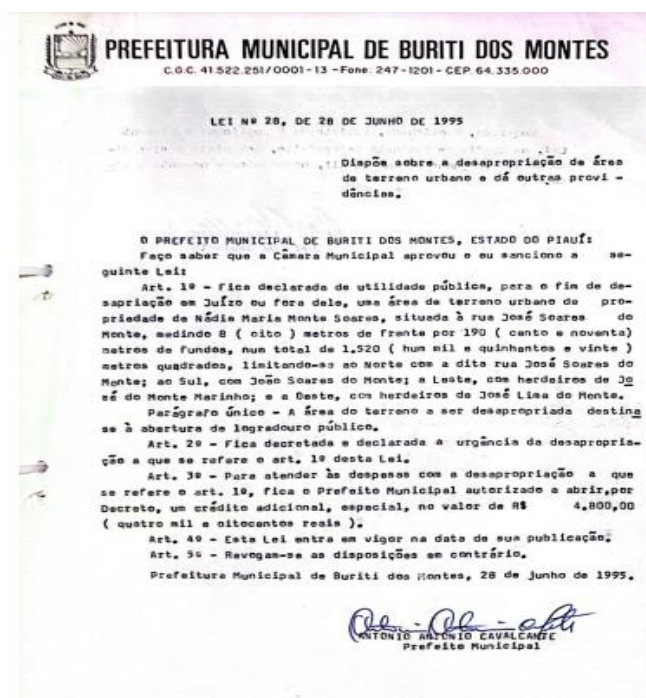 PREFEITURA MUNICIPAL DE BURITI DOS MONTES
C.G.C. 41.522.251/0001-13 - Fone: 247-1201 - CEP. 64.335.000
LEI Nº 28, DE 28 DE JUNHO DE 1995
Dispõe sobre a desapropriação de área
de terreno urbano e dá outras provi -
dências.
O PREFEITO MUNICIPAL DE BURITI DOS MONTES, ESTADO DO PIAUÍ:
Faço saber que a Câmara Municipal aprovou e eu sanciono a se-
guinte Lei:
Art. 1º - Fica declarada de utilidade pública, para o fim de de-
sapriação em Juízo ou fora dele, uma área de terreno urbano de pro-
priedade de Nádia Maria Monte Soares, situada à rua José Soares do
Monte, medindo 8 ( oito ) metros de frente por 190 ( cento e noventa)
metros de fundos, num total de 1.520 ( hum mil e quinhentos e vinte )
metros quadrados, limitando-se ao Norte com a dita rua José Soares do
Monte; ao Sul, com João Soares do Monte; a Leste, com herdeiros de Jo
sé do Monte Marinho; e a Oeste, com herdeiros de José Lima do Monte.
Parágrafo único - A área do terreno a ser desapropriada destina
se à abertura de logradouro público.
Art. 2º - Fica decretada e declarada a urgência da desapropria-
ção a que se refere o art. 1º desta Lei.
Art. 3º - Para atender às despesas com a desapropriação a que
se refere o art. 1º, fica o Prefeito Municipal autorizado a abrir,por
Decreto, um crédito adicional, especial, no valor de R$ 4.800,00
( quatro mil e oitocentos reais ).
Art. 4º - Esta Lei entra em vigor na data de sua publicação.
Art. 5º - Revogam-se as disposições em contrário.
Prefeitura Municipal de Buriti dos Montes, 28 de junho de 1995.
ANTONIO ANTONIO CAVALCANTE
Prefeito Municipal